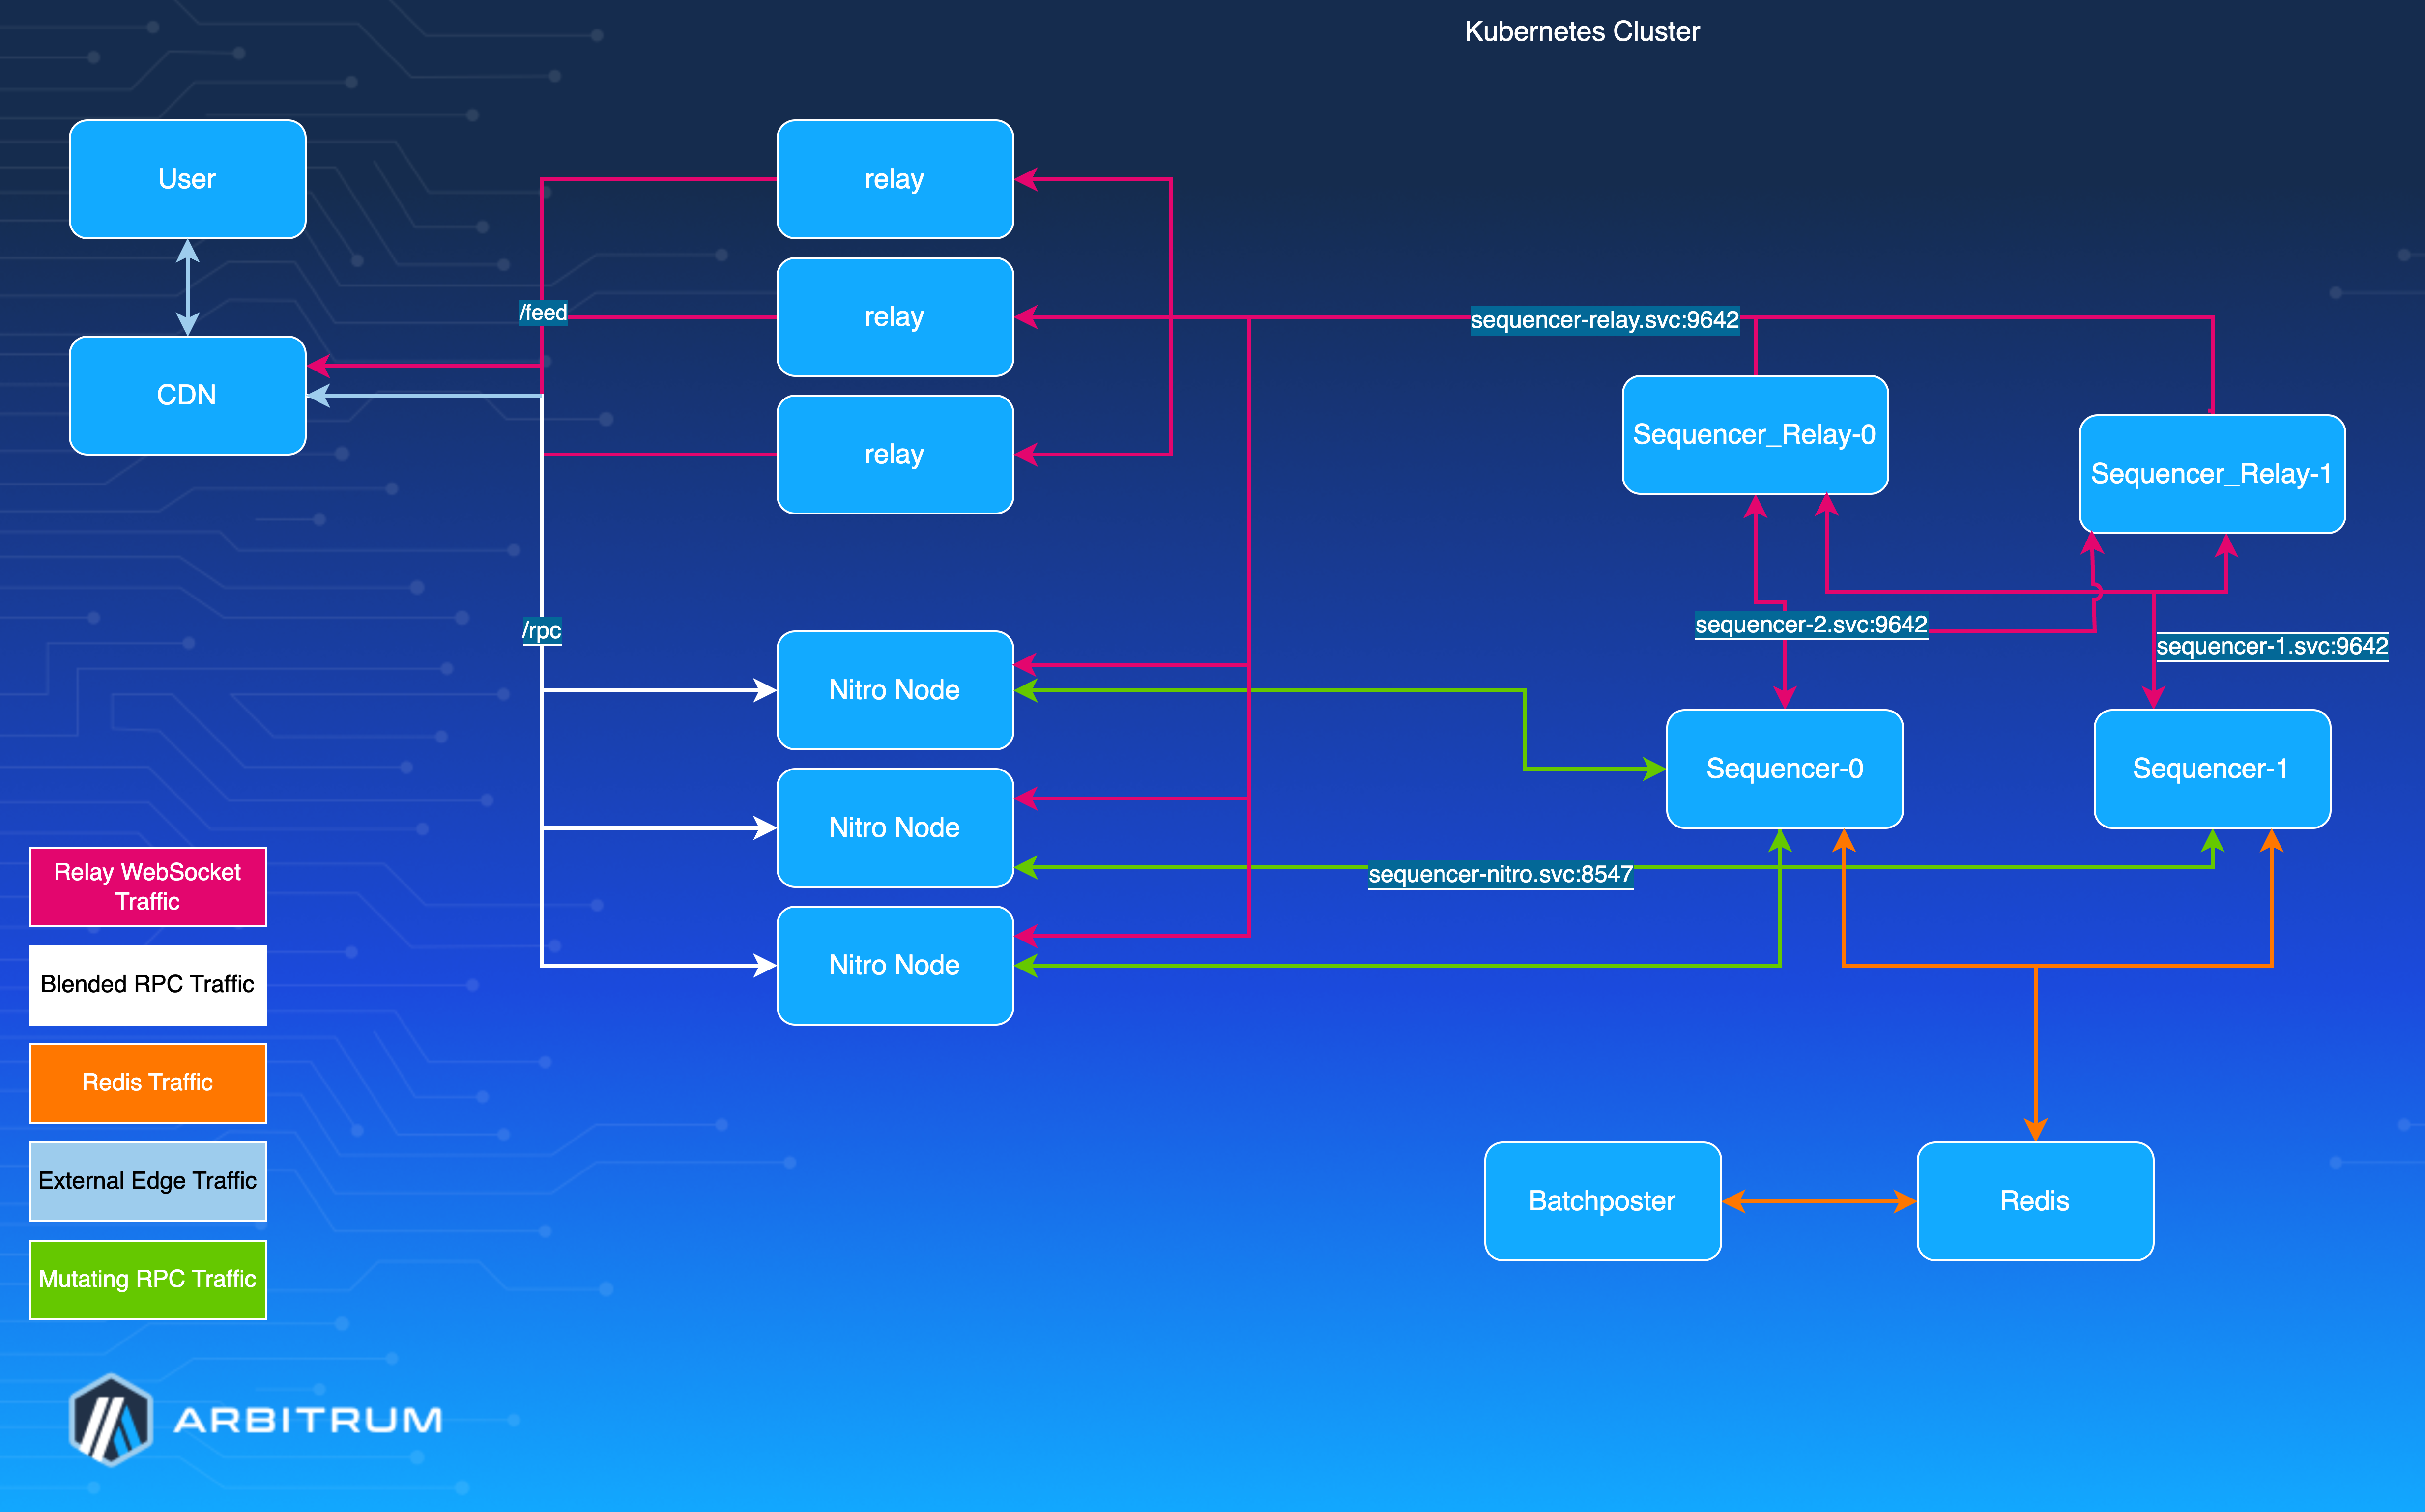 Kubernetes Cluster
User
CDN
/feed
/rpc
relay
relay
relay
sequencer-relay.svc:9642
Sequencer_Relay-0
Sequencer_Relay-1
sequencer-2.svc:9642
sequencer-1.svc:9642
Nitro Node
Nitro Node
Nitro Node
Sequencer-0
Sequencer-1
sequencer-nitro.svc:8547
Batchposter
Redis
Relay WebSocket
Traffic
Blended RPC Traffic
Redis Traffic
External Edge Traffic
Mutating RPC Traffic
ARBITRUM